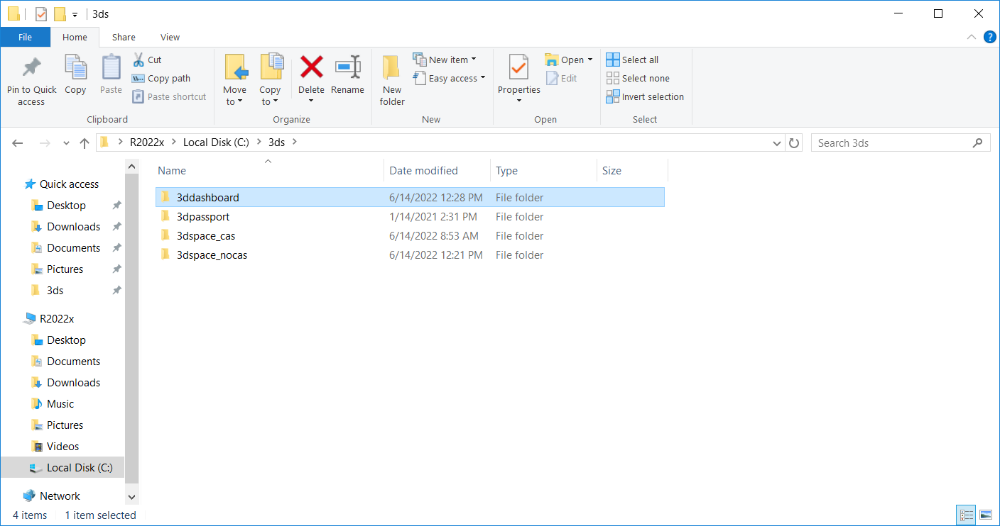 3ds
File Home Share View
Pin to Quick access
Copy
Paste
Cut
Copy path
Paste shortcut
Clipboard
Move to
Copy to
Delete
Rename
Organize
New folder
New item
Easy access
New
Properties
Open
Edit
Open
Select all
Select none
Invert selection
Select
R2022x Local Disk (C:) 3ds
Search 3ds
Quick access
Desktop
Downloads
Documents
Pictures
3ds
R2022x
Desktop
Documents
Downloads
Music
Pictures
Videos
Local Disk (C:)
Network
Name Date modified Type Size
3ddashboard 6/14/2022 12:28 PM File folder
3dpassport 1/14/2021 2:31 PM File folder
3dspace_cas 6/14/2022 8:53 AM File folder
3dspace_nocas 6/14/2022 12:21 PM File folder
4 items 1 item selected